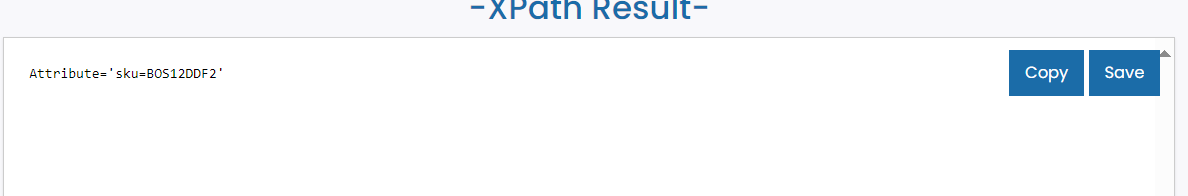 -XPath Result-
Attribute='sku=BOS12DDF2'
Copy
Save